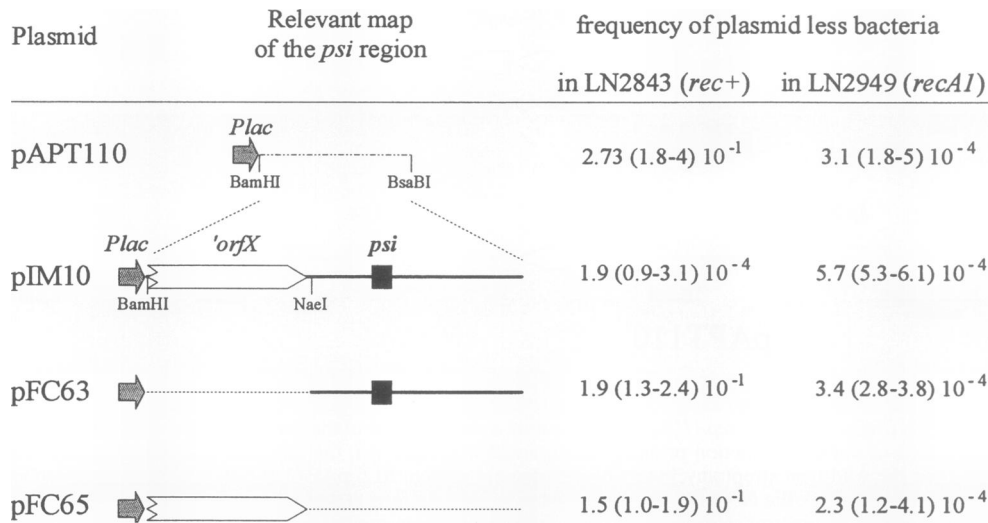 Plasmid Relevant map of the psi region frequency of plasmid less bacteria
in LN2843 (rec+) in LN2949 (recA1)
Plac
pAPT110 2.73 (1.8-4) 10⁻¹ 3.1 (1.8-5) 10⁻⁴
BamHI BsaBI
Plac 'orfX psi
pIM10 1.9 (0.9-3.1) 10⁻⁴ 5.7 (5.3-6.1) 10⁻⁴
BamHI NaeI
pFC63 1.9 (1.3-2.4) 10⁻¹ 3.4 (2.8-3.8) 10⁻⁴
pFC65 1.5 (1.0-1.9) 10⁻¹ 2.3 (1.2-4.1) 10⁻⁴